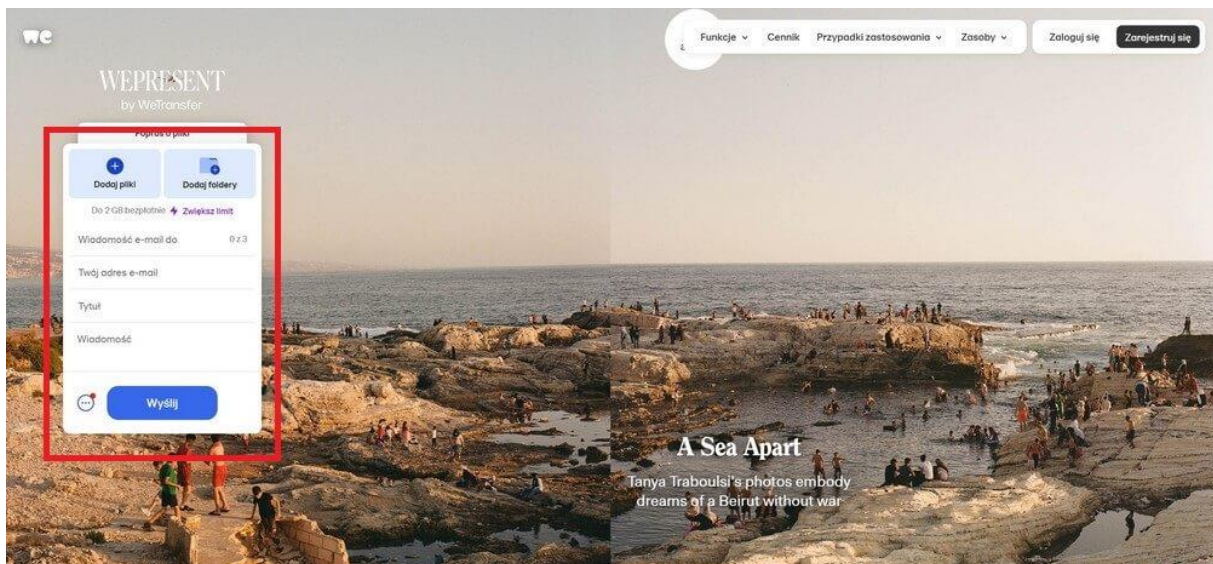 we
Funkcje Cennik Przypadki zastosowania Zasoby Zaloguj się Zarejestruj się
WEPRESENT
by WeTransfer
Poproś o pliki
Dodaj pliki Dodaj foldery
Do 2 GB bezpłatnie Zwiększ limit
Wiadomość e-mail do 0 z 3
Twój adres e-mail
Tytuł
Wiadomość
Wyślij
A Sea Apart
Tanya Traboulsi's photos embody
dreams of a Beirut without war